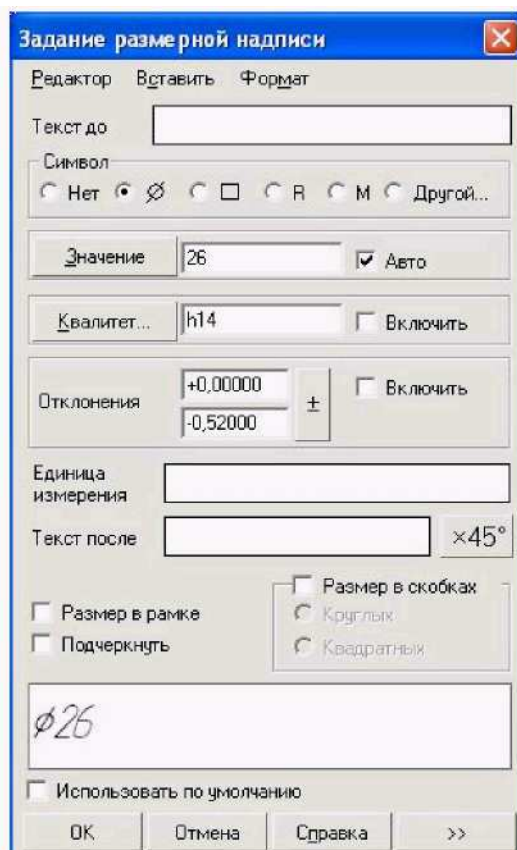 Задание размерной надписи
Редактор Вставить Формат
Текст до
Символ
Нет ∅ □ R M Другой...
Значение 26 Авто
Квалитет... h14 Включить
Отклонения +0,00000 -0,52000 ± Включить
Единица измерения
Текст после ×45°
Размер в скобках
Размер в рамке Круглых
Подчеркнуть Квадратных
∅26
Использовать по умолчанию
OK Отмена Справка >>